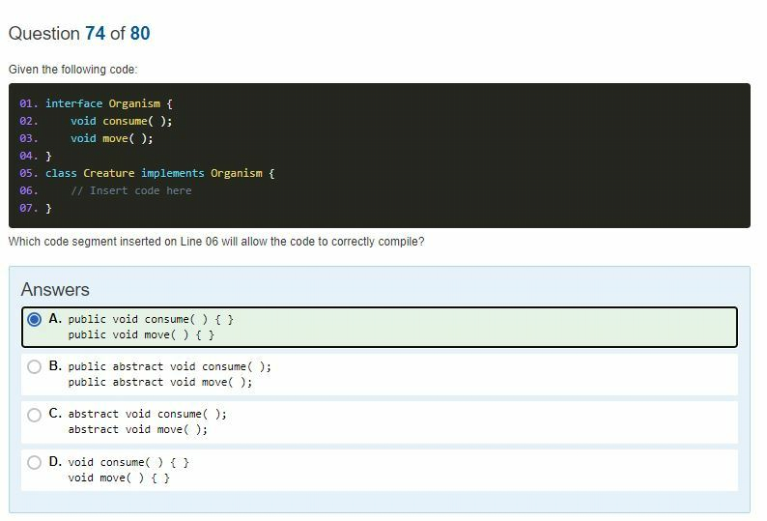 Question 74 of 80
Given the following code:
01. interface Organism {
02. void consume( );
03. void move( );
04. }
05. class Creature implements Organism {
06. // Insert code here
07. }
Which code segment inserted on Line 06 will allow the code to correctly compile?
Answers
A. public void consume( ) { }
public void move( ) { }
B. public abstract void consume( );
public abstract void move( );
C. abstract void consume( );
abstract void move( );
D. void consume( ) { }
void move( ) { }